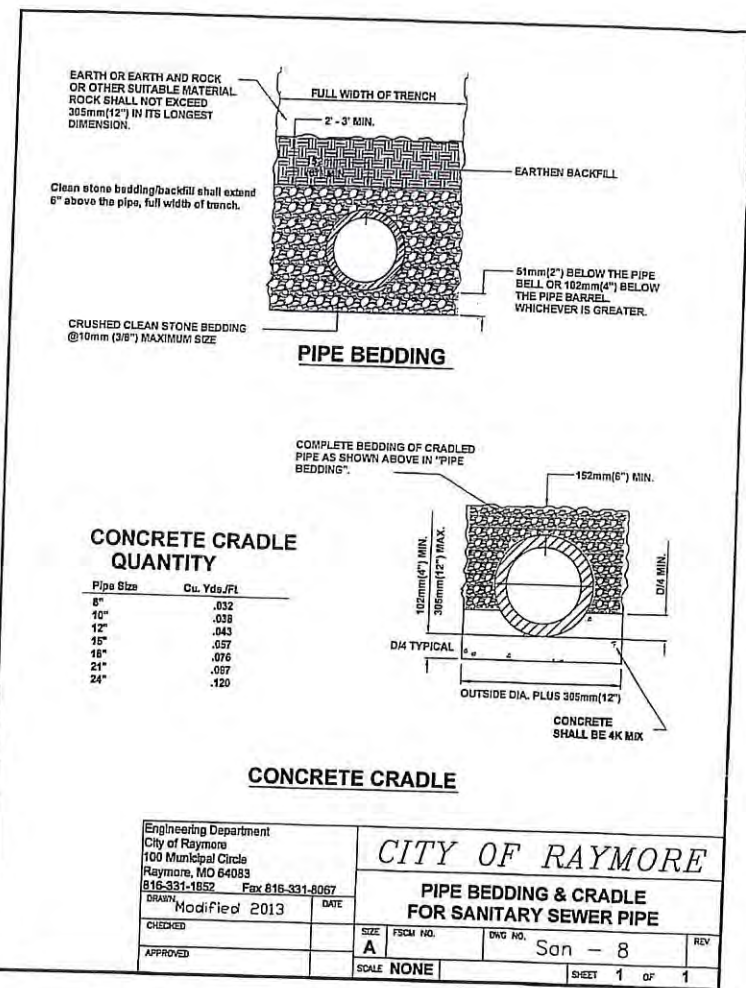 EARTH OR EARTH AND ROCK
OR OTHER SUITABLE MATERIAL
ROCK SHALL NOT EXCEED
305mm(12") IN ITS LONGEST
DIMENSION.
FULL WIDTH OF TRENCH
2' - 3' MIN.
EARTHEN BACKFILL
Clean stone bedding/backfill shall extend
6" above the pipe, full width of trench.
51mm(2") BELOW THE PIPE
BELL OR 102mm(4") BELOW
THE PIPE BARREL
WHICHEVER IS GREATER.
CRUSHED CLEAN STONE BEDDING
@10mm (3/8") MAXIMUM SIZE
PIPE BEDDING
COMPLETE BEDDING OF CRADLED
PIPE AS SHOWN ABOVE IN "PIPE
BEDDING".
152mm(6") MIN.
102mm(4") MIN.
305mm(12") MAX.
D/4 MIN.
D/4 TYPICAL
OUTSIDE DIA. PLUS 305mm(12")
CONCRETE
SHALL BE 4K MIX
CONCRETE CRADLE
QUANTITY
Pipe Size Cu. Yds./Ft.
8" .032
10" .038
12" .043
15" .057
18" .076
21" .097
24" .120
CONCRETE CRADLE
Engineering Department
City of Raymore
100 Municipal Circle
Raymore, MO 64083
816-331-1852 Fax 816-331-8067
DRAWN Modified 2013 DATE
CHECKED
APPROVED
CITY OF RAYMORE
PIPE BEDDING & CRADLE
FOR SANITARY SEWER PIPE
SIZE A FSCM NO. DWG NO. San - 8 REV
SCALE NONE SHEET 1 OF 1